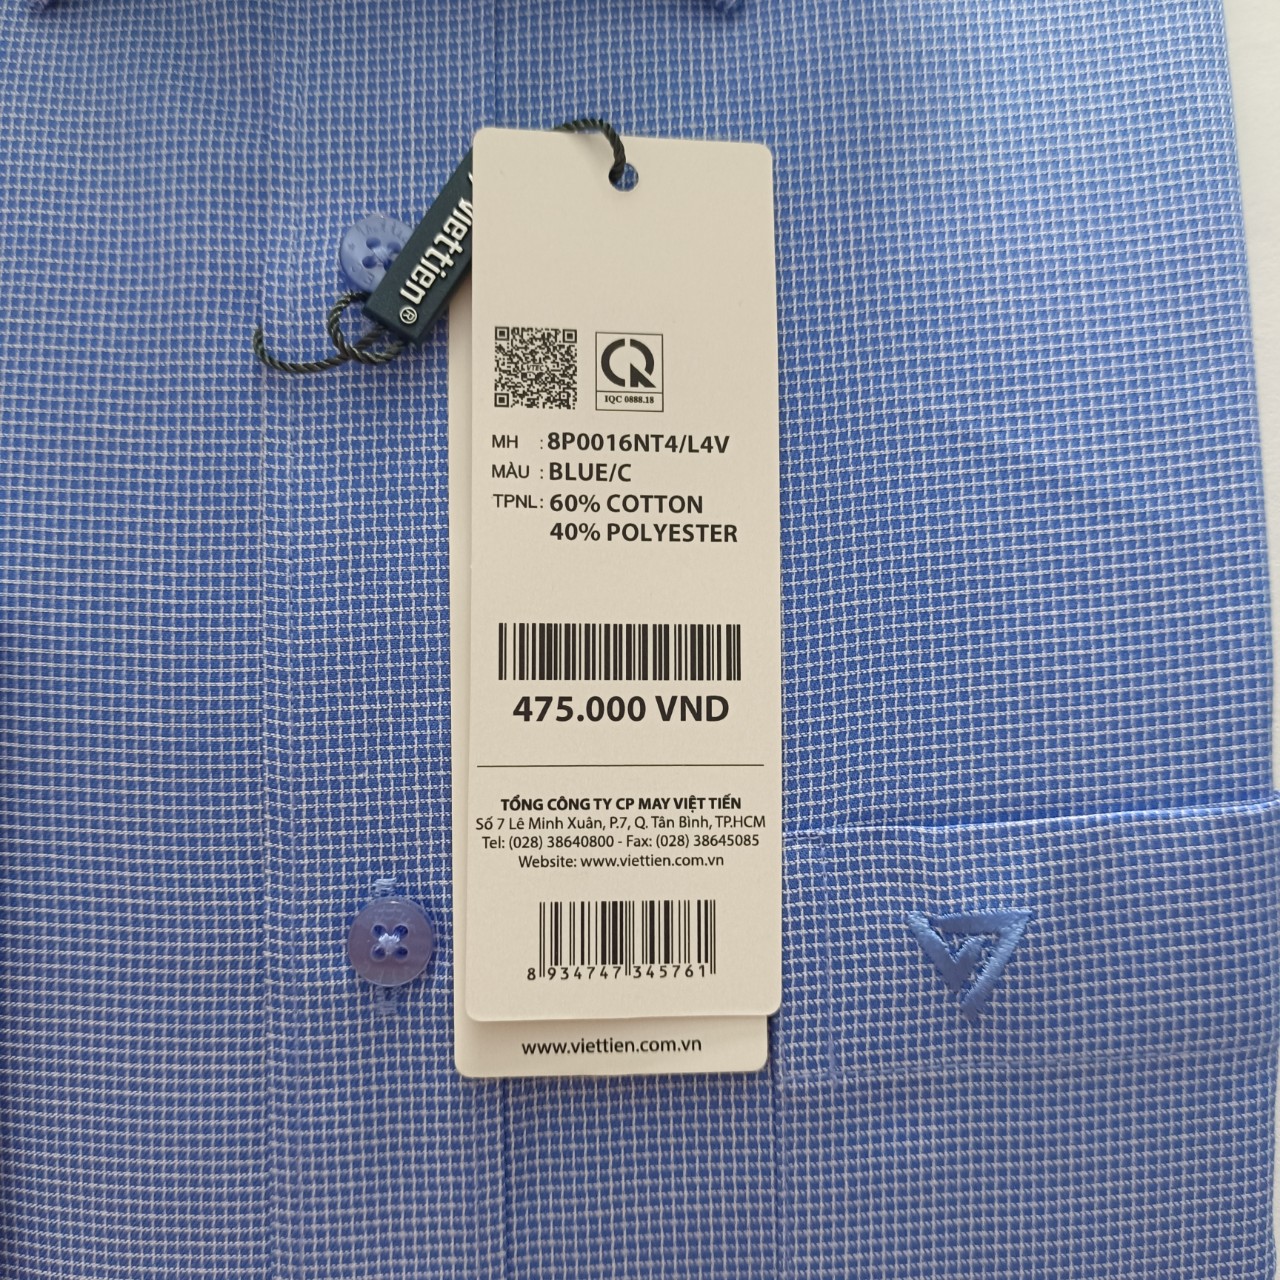 viettien®
IQC 0888.18
MH : 8P0016NT4/L4V
MÀU : BLUE/C
TPNL: 60% COTTON
40% POLYESTER
475.000 VND
TỔNG CÔNG TY CP MAY VIỆT TIẾN
Số 7 Lê Minh Xuân, P.7, Q. Tân Bình, TP.HCM
Tel: (028) 38640800 - Fax: (028) 38645085
Website: www.viettien.com.vn
8 934747 345761
www.viettien.com.vn